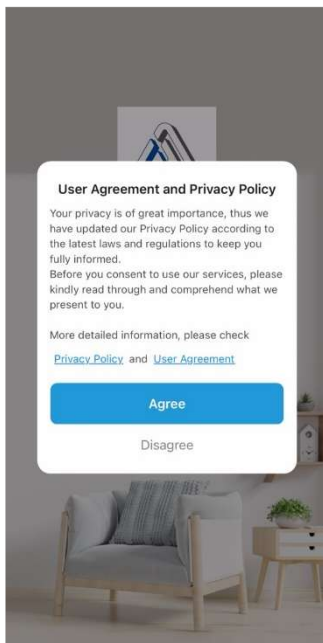 User Agreement and Privacy Policy
Your privacy is of great importance, thus we
have updated our Privacy Policy according to
the latest laws and regulations to keep you
fully informed.
Before you consent to use our services, please
kindly read through and comprehend what we
present to you.
More detailed information, please check
Privacy Policy and User Agreement
Agree
Disagree